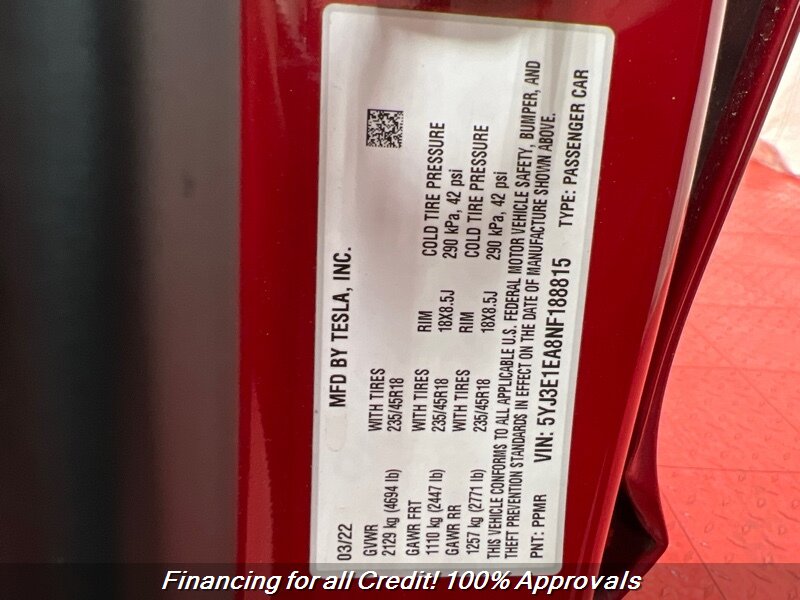 MFD BY TESLA, INC.
03/22
GVWR
2129 kg (4694 lb)
WITH TIRES
235/45R18
GAWR FRT
1110 kg (2447 lb)
WITH TIRES
235/45R18
RIM
18X8.5J
COLD TIRE PRESSURE
290 kPa, 42 psi
GAWR RR
1257 kg (2771 lb)
WITH TIRES
235/45R18
RIM
18X8.5J
COLD TIRE PRESSURE
290 kPa, 42 psi
THIS VEHICLE CONFORMS TO ALL APPLICABLE U.S. FEDERAL MOTOR VEHICLE SAFETY, BUMPER, AND
THEFT PREVENTION STANDARDS IN EFFECT ON THE DATE OF MANUFACTURE SHOWN ABOVE.
PNT: PPMR VIN: 5YJ3E1EA8NF188815 TYPE: PASSENGER CAR
Financing for all Credit! 100% Approvals